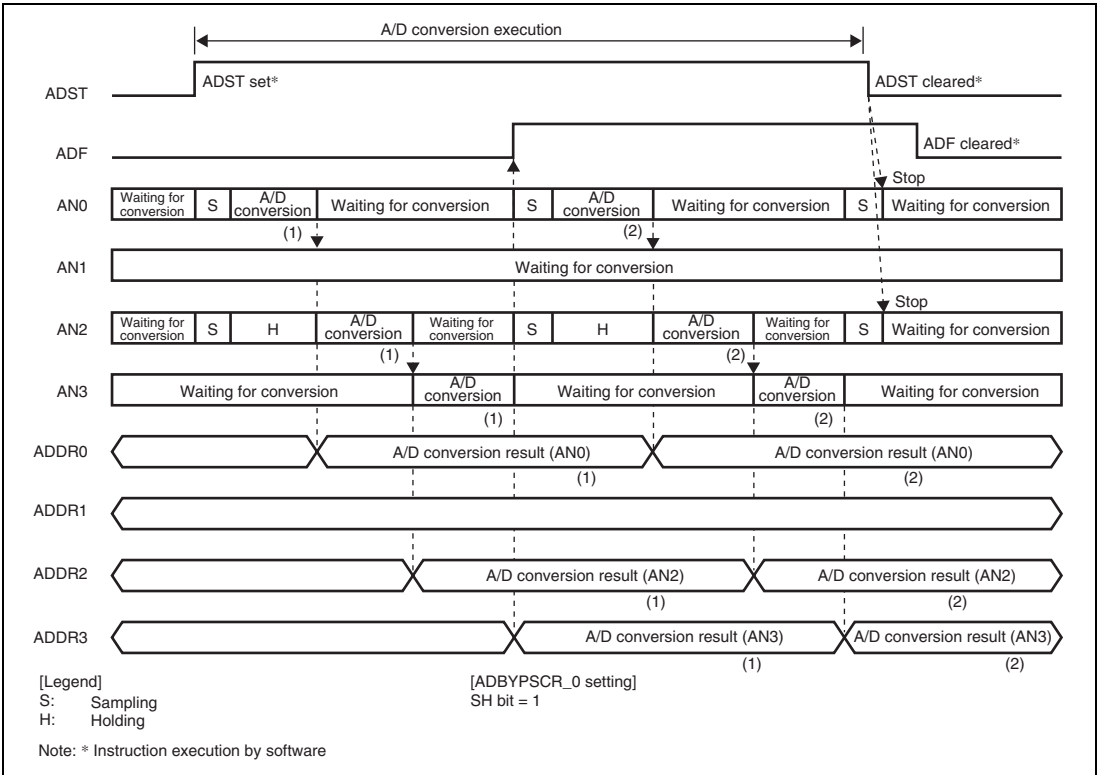 A/D conversion execution
ADST
ADST set*
ADST cleared*
ADF
ADF cleared*
Stop
AN0
Waiting for
conversion
S
A/D
conversion
Waiting for conversion
S
A/D
conversion
Waiting for conversion
S
Waiting for conversion
(1)
(2)
AN1
Waiting for conversion
Stop
AN2
Waiting for
conversion
S
H
A/D
conversion
Waiting for
conversion
S
H
A/D
conversion
Waiting for
conversion
S
Waiting for conversion
(1)
(2)
AN3
Waiting for conversion
A/D
conversion
Waiting for conversion
A/D
conversion
Waiting for conversion
(1)
(2)
ADDR0
A/D conversion result (AN0)
A/D conversion result (AN0)
(1)
(2)
ADDR1
ADDR2
A/D conversion result (AN2)
A/D conversion result (AN2)
(1)
(2)
ADDR3
A/D conversion result (AN3)
A/D conversion result (AN3)
(1)
(2)
[Legend]
S: Sampling
H: Holding
[ADBYPSCR_0 setting]
SH bit = 1
Note: * Instruction execution by software